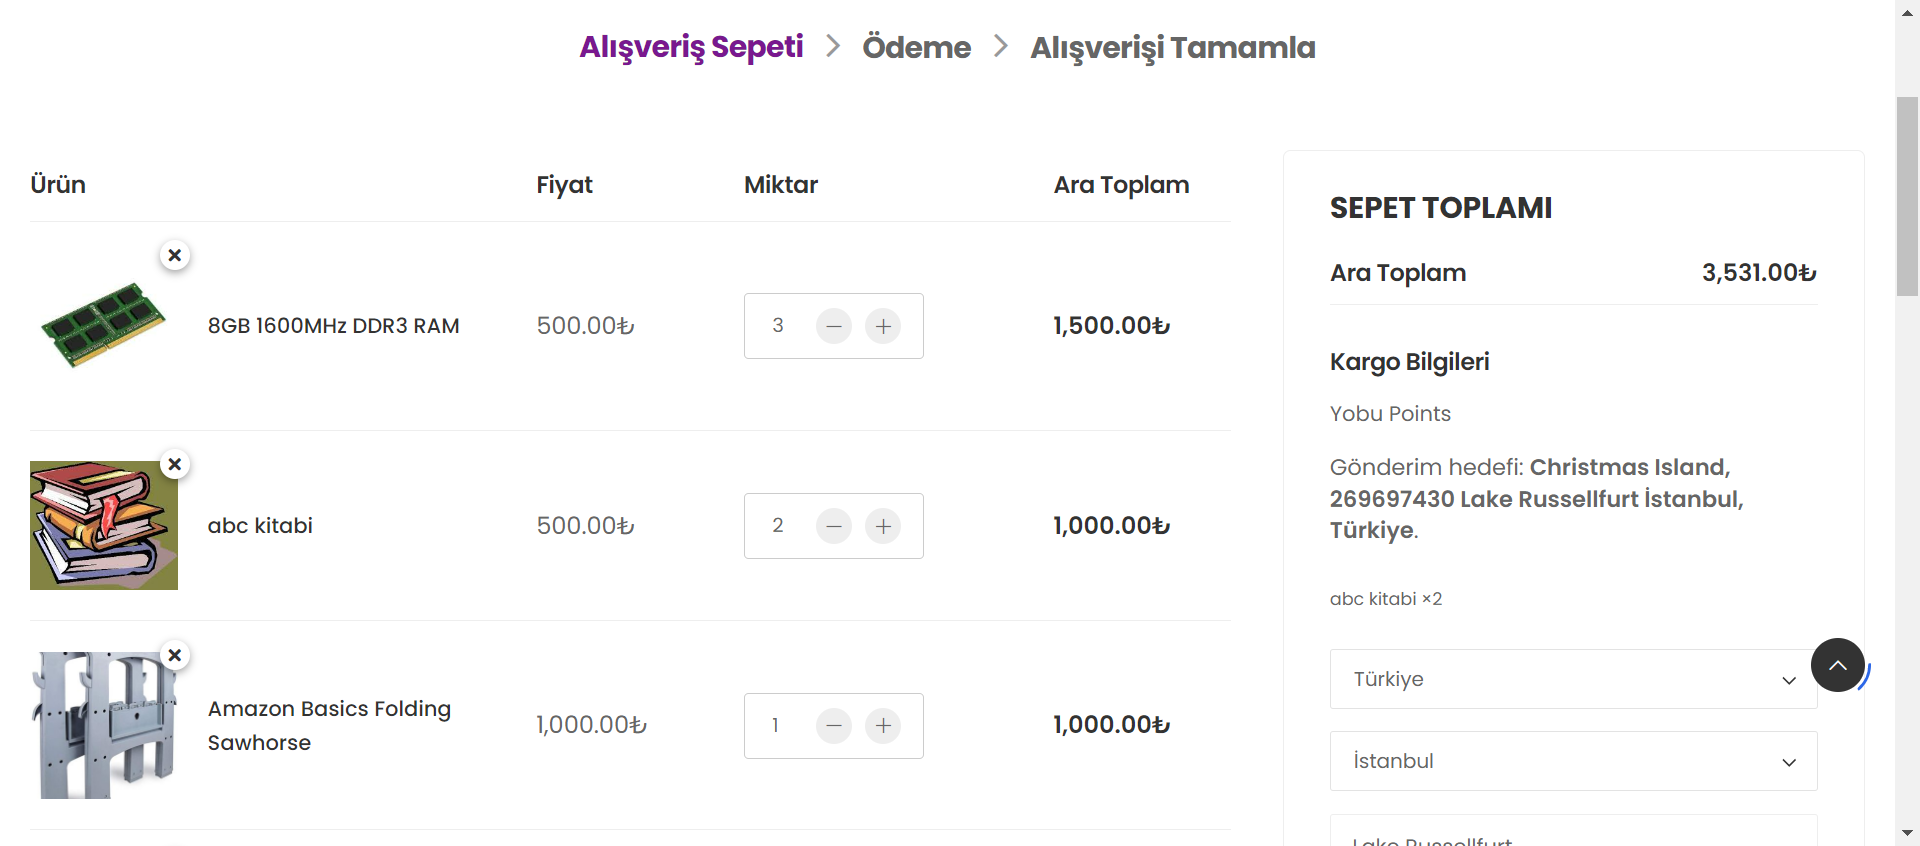 Alışveriş Sepeti > Ödeme > Alışverişi Tamamla
Ürün Fiyat Miktar Ara Toplam
8GB 1600MHz DDR3 RAM 500.00₺ 3 − + 1,500.00₺
abc kitabi 500.00₺ 2 − + 1,000.00₺
Amazon Basics Folding
Sawhorse
1,000.00₺ 1 − + 1,000.00₺
SEPET TOPLAMI
Ara Toplam 3,531.00₺
Kargo Bilgileri
Yobu Points
Gönderim hedefi: Christmas Island,
269697430 Lake Russellfurt İstanbul,
Türkiye.
abc kitabi ×2
Türkiye
İstanbul
Lake Russellfurt